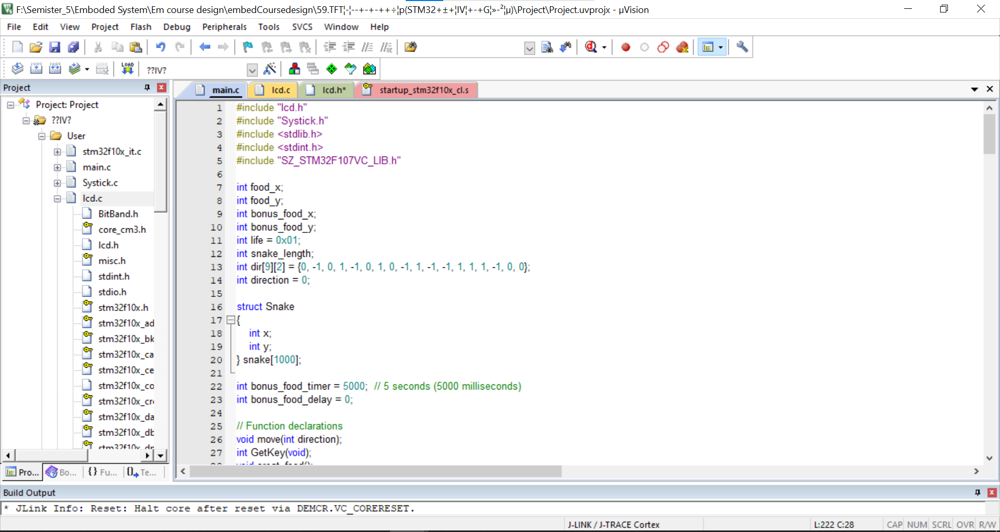 F:\Semister_5\Emboded System\Em course design\embedCoursedesign\59.TFT¦-¦--+-+-++÷¦p(STM32+±+¦IV¦+-+G¦»-²¦µ)\Project\Project.uvprojx - µVision
File Edit View Project Flash Debug Peripherals Tools SVCS Window Help
LOAD ??IV?
Project
main.c lcd.c lcd.h* startup_stm32f10x_cl.s
Project: Project
??IV?
User
stm32f10x_it.c
main.c
Systick.c
lcd.c
BitBand.h
core_cm3.h
lcd.h
misc.h
stdint.h
stdio.h
stm32f10x.h
stm32f10x_ad
stm32f10x_bk
stm32f10x_ca
stm32f10x_ce
stm32f10x_co
stm32f10x_cr
stm32f10x_da
stm32f10x_db
Pro... Bo... {} Fu... Te...
1 #include "lcd.h"
2 #include "Systick.h"
3 #include <stdlib.h>
4 #include <stdint.h>
5 #include "SZ_STM32F107VC_LIB.h"
6
7 int food_x;
8 int food_y;
9 int bonus_food_x;
10 int bonus_food_y;
11 int life = 0x01;
12 int snake_length;
13 int dir[9][2] = {0, -1, 0, 1, -1, 0, 1, 0, -1, 1, -1, -1, 1, 1, 1, -1, 0, 0};
14 int direction = 0;
15
16 struct Snake
17 {
18 int x;
19 int y;
20 } snake[1000];
21
22 int bonus_food_timer = 5000; // 5 seconds (5000 milliseconds)
23 int bonus_food_delay = 0;
24
25 // Function declarations
26 void move(int direction);
27 int GetKey(void);
Build Output
* JLink Info: Reset: Halt core after reset via DEMCR.VC_CORERESET.
J-LINK / J-TRACE Cortex L:222 C:28 CAP NUM SCRL OVR R/W